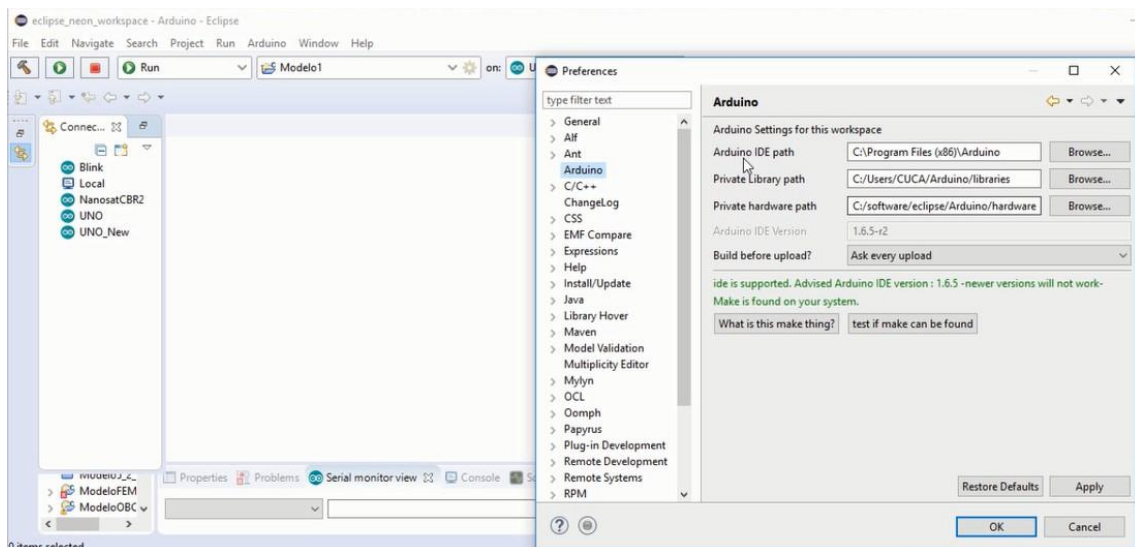 eclipse_neon_workspace - Arduino - Eclipse
File Edit Navigate Search Project Run Arduino Window Help
Run Modelo1 on:
Connec...
Blink
Local
NanosatCBR2
UNO
UNO_New
ModeloFEM
ModeloOBC
Properties Problems Serial monitor view Console
0 items selected
Preferences
type filter text
General
Alf
Ant
Arduino
C/C++
ChangeLog
CSS
EMF Compare
Expressions
Help
Install/Update
Java
Library Hover
Maven
Model Validation
Multiplicity Editor
Mylyn
OCL
Oomph
Papyrus
Plug-in Development
Remote Development
Remote Systems
RPM
Arduino
Arduino Settings for this workspace
Arduino IDE path C:\Program Files (x86)\Arduino Browse...
Private Library path C:/Users/CUCA/Arduino/libraries Browse...
Private hardware path C:/software/eclipse/Arduino/hardware Browse...
Arduino IDE Version 1.6.5-r2
Build before upload? Ask every upload
ide is supported. Advised Arduino IDE version : 1.6.5 -newer versions will not work-
Make is found on your system.
What is this make thing? test if make can be found
Restore Defaults Apply
OK Cancel